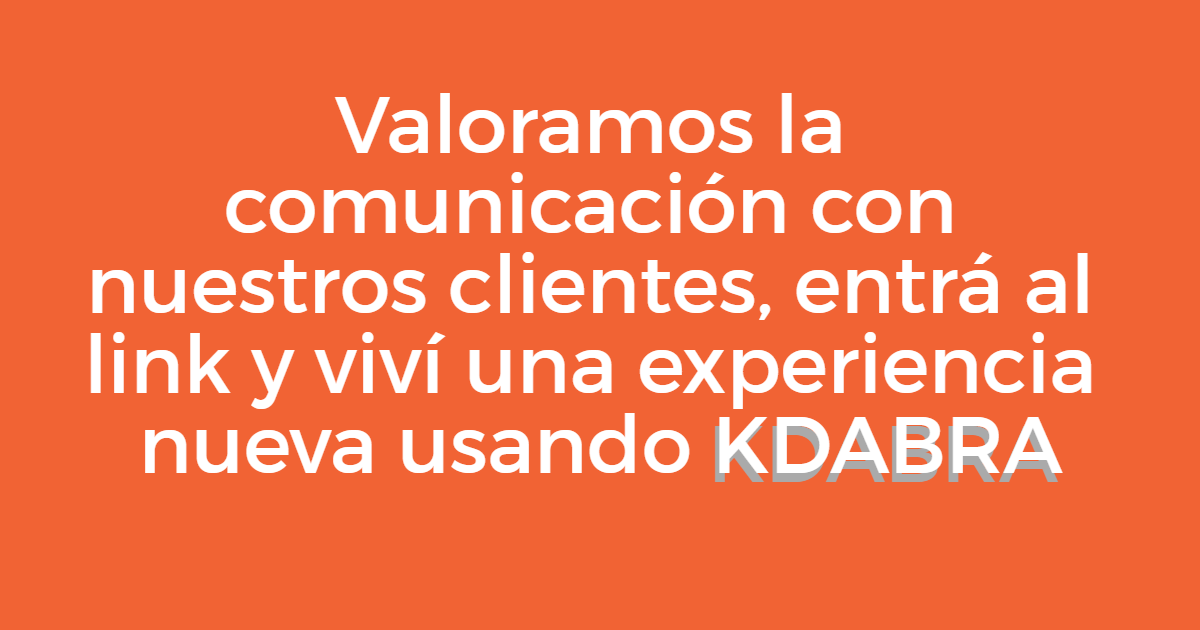 Valoramos la
comunicación con
nuestros clientes, entrá al
link y viví una experiencia
nueva usando KDABRA